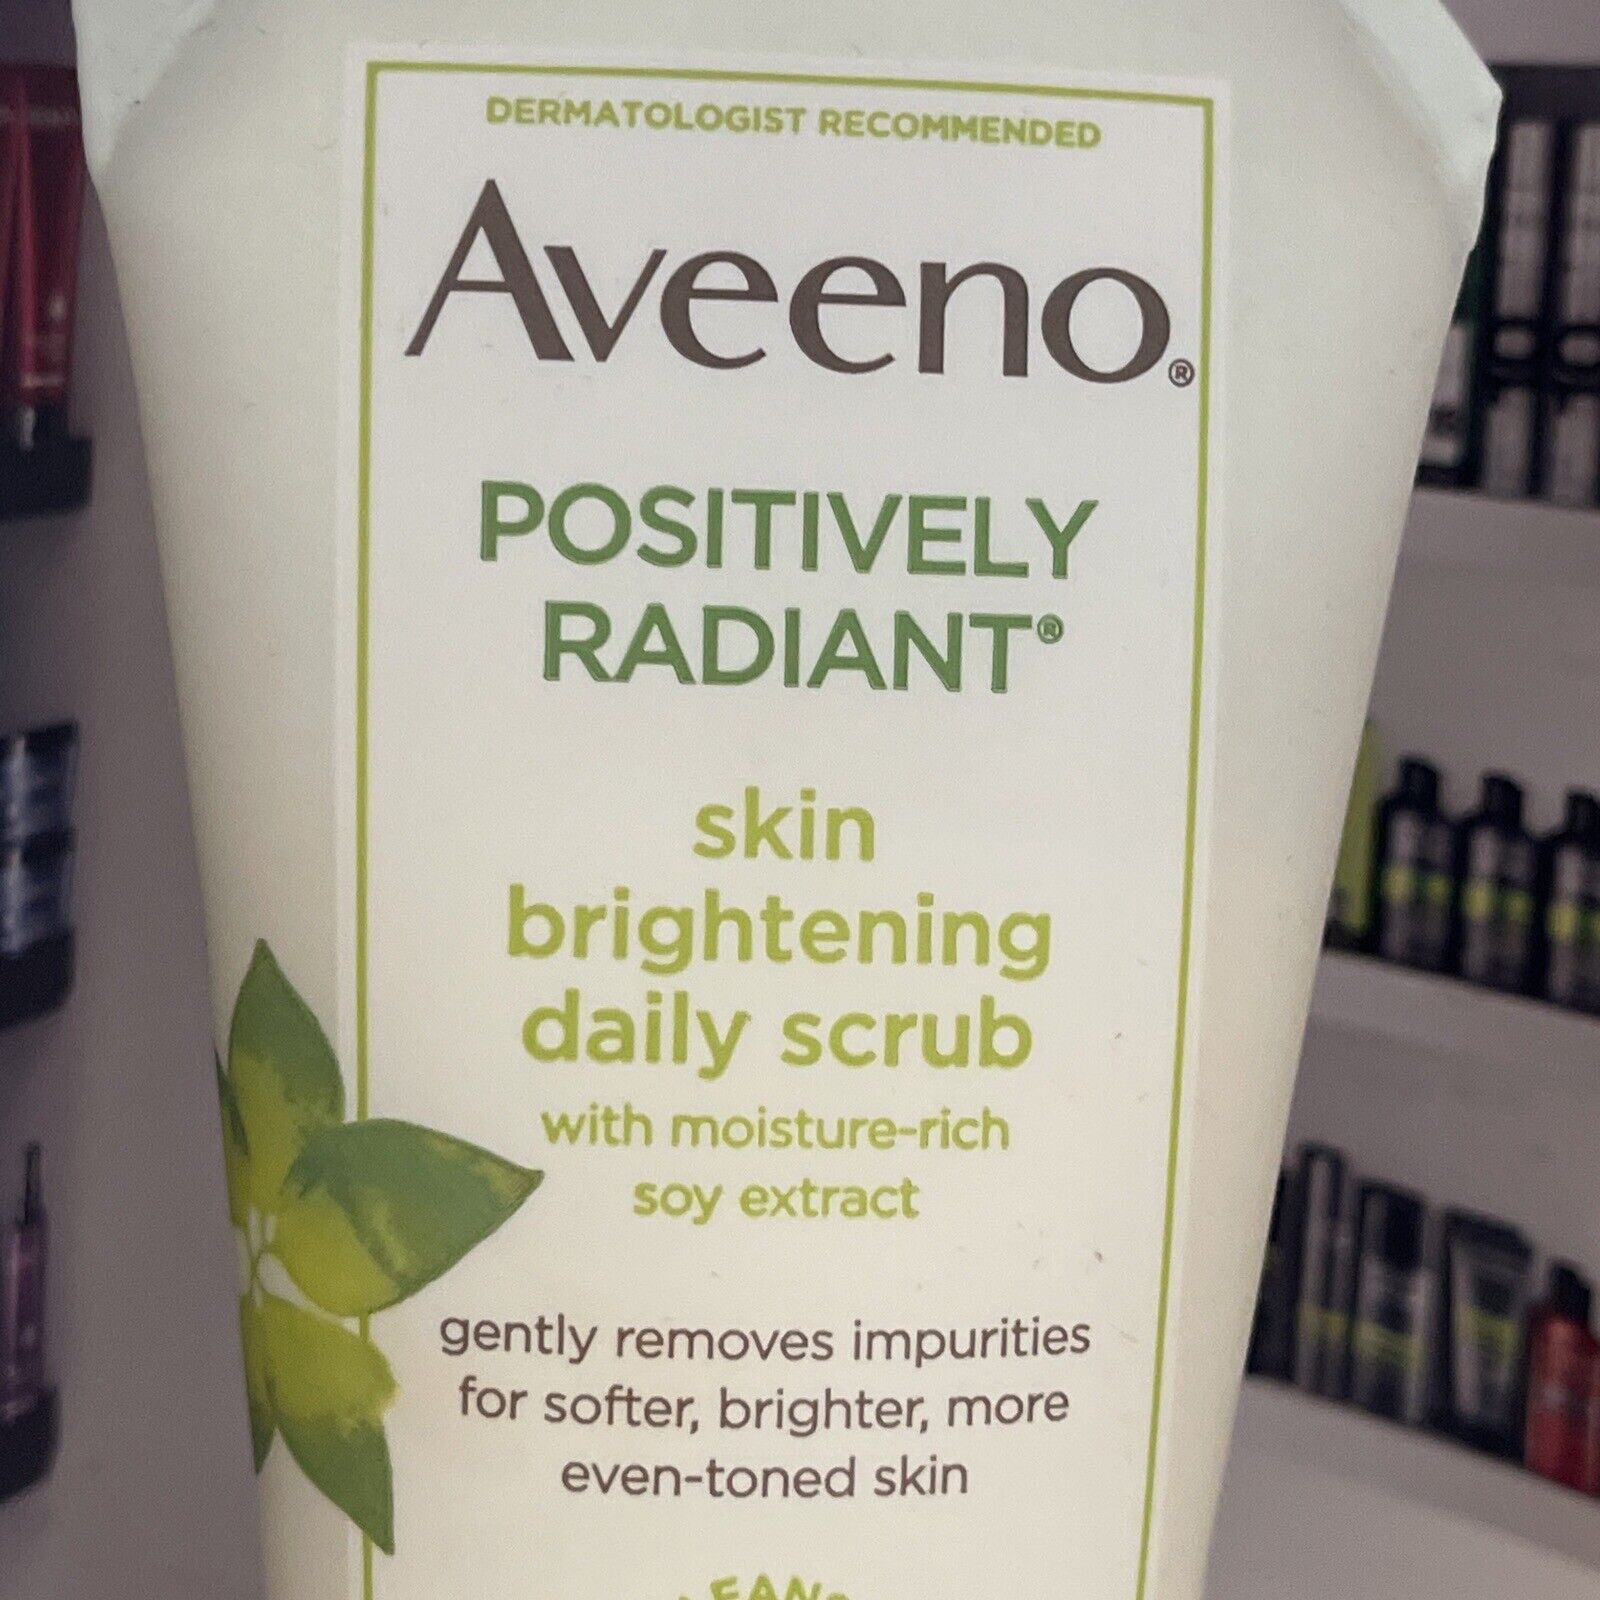 DERMATOLOGIST RECOMMENDED
Aveeno®
POSITIVELY
RADIANT®
skin
brightening
daily scrub
with moisture-rich
soy extract
gently removes impurities
for softer, brighter, more
even-toned skin